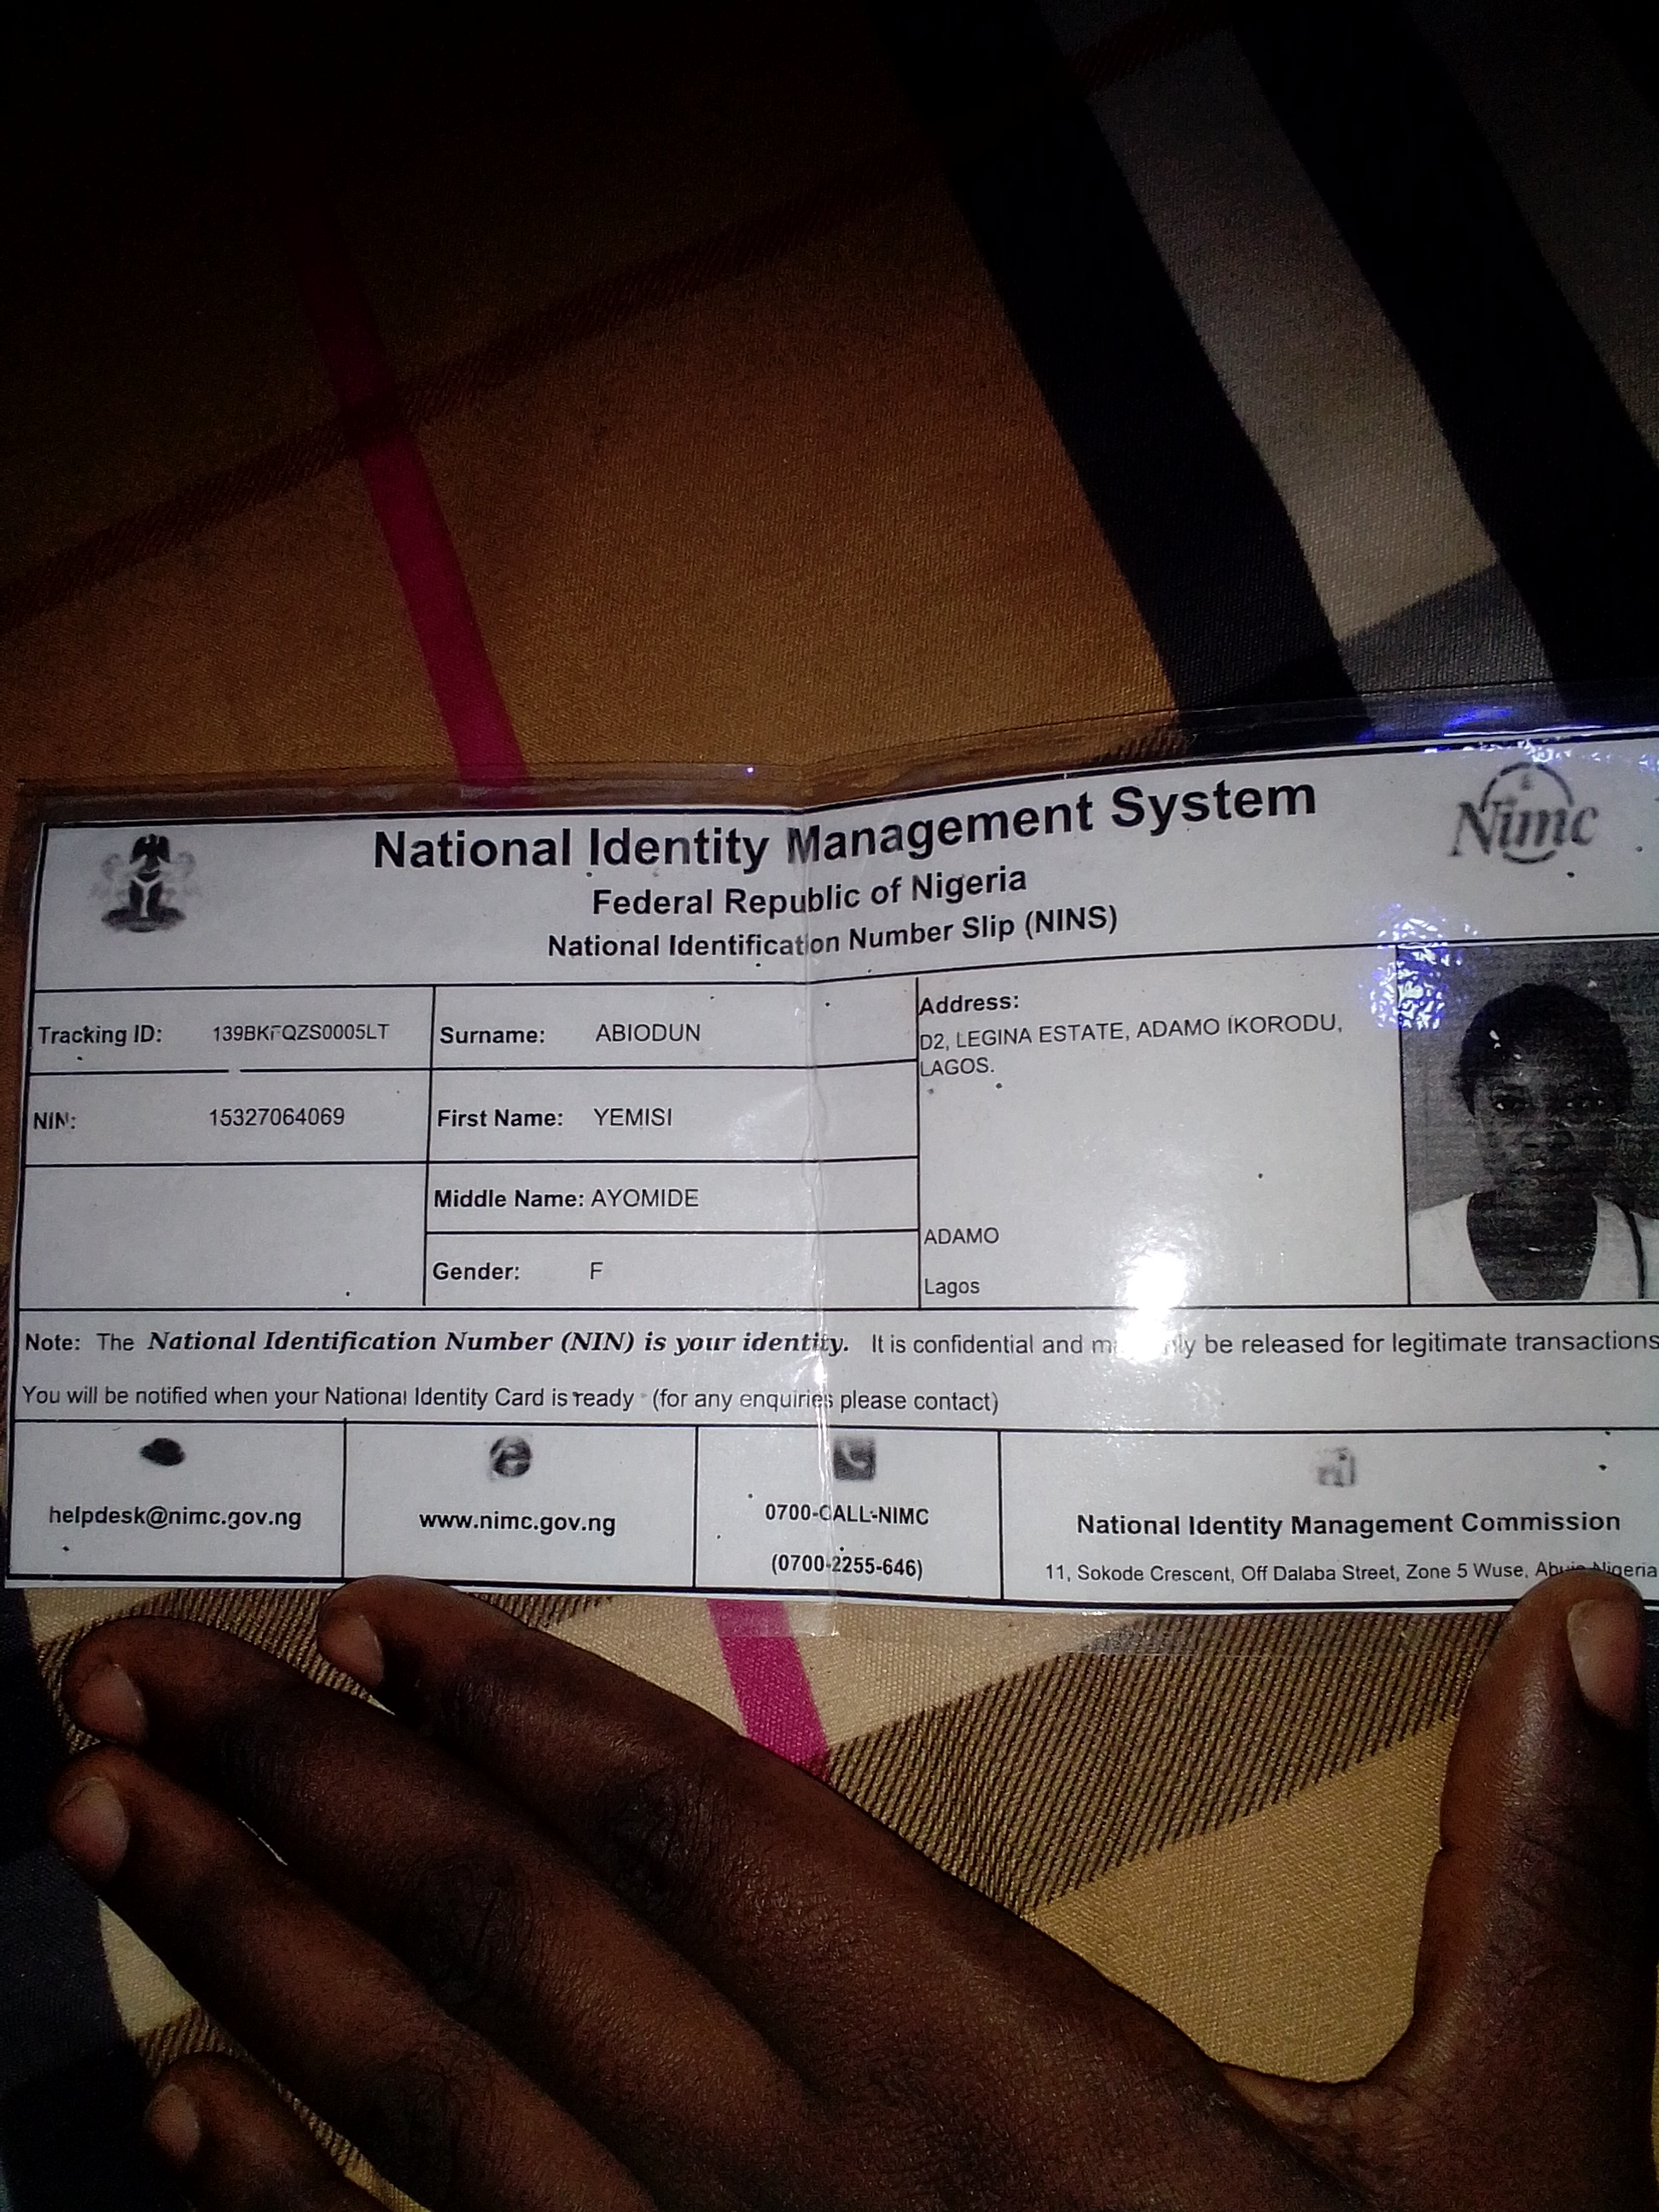 National Identity Management System
Nimc
Federal Republic of Nigeria
National Identification Number Slip (NINS)
Tracking ID: 139BKFQZS0005LT
Surname: ABIODUN
Address:
D2, LEGINA ESTATE, ADAMO IKORODU,
LAGOS.
NIN: 15327064069
First Name: YEMISI
Middle Name: AYOMIDE
Gender: F
ADAMO
Lagos
Note: The National Identification Number (NIN) is your identity. It is confidential and be released for legitimate transactions
You will be notified when your National Identity Card is ready (for any enquiries please contact)
helpdesk@nimc.gov.ng
www.nimc.gov.ng
0700-CALL-NIMC
(0700-2255-646)
National Identity Management Commission
11, Sokode Crescent, Off Dalaba Street, Zone 5 Wuse, Abuja Nigeria